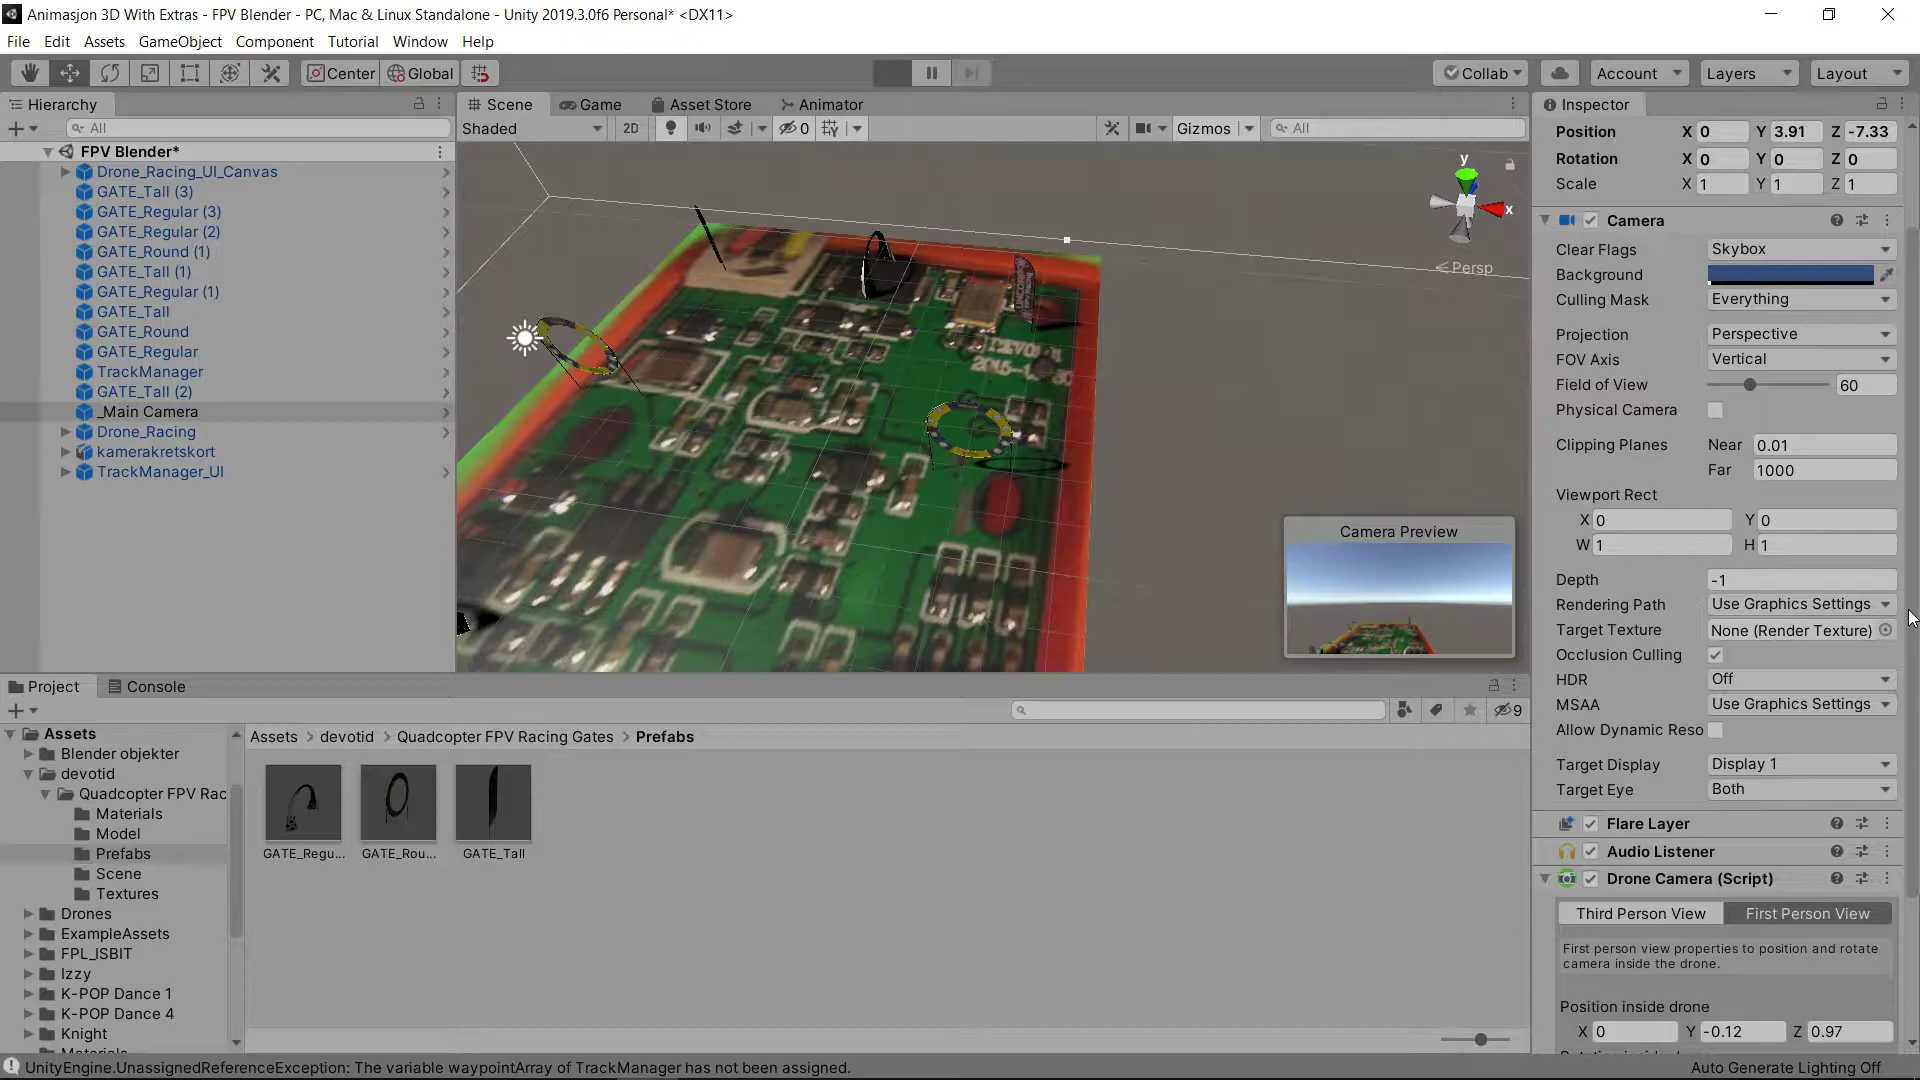 Animasjon 3D With Extras - FPV Blender - PC, Mac & Linux Standalone - Unity 2019.3.0f6 Personal* <DX11>
File Edit Assets GameObject Component Tutorial Window Help
Center Global Collab Account Layers Layout
Hierarchy
All
FPV Blender*
Drone_Racing_UI_Canvas
GATE_Tall (3)
GATE_Regular (3)
GATE_Regular (2)
GATE_Round (1)
GATE_Tall (1)
GATE_Regular (1)
GATE_Tall
GATE_Round
GATE_Regular
TrackManager
GATE_Tall (2)
_Main Camera
Drone_Racing
kamerakretskort
TrackManager_UI
Scene Game Asset Store Animator
Shaded 2D 0 Gizmos All
y
x
Persp
Camera Preview
Inspector
Position X 0 Y 3.91 Z -7.33
Rotation X 0 Y 0 Z 0
Scale X 1 Y 1 Z 1
Camera
Clear Flags Skybox
Background
Culling Mask Everything
Projection Perspective
FOV Axis Vertical
Field of View 60
Physical Camera
Clipping Planes Near 0.01
Far 1000
Viewport Rect
X 0 Y 0
W 1 H 1
Depth -1
Rendering Path Use Graphics Settings
Target Texture None (Render Texture)
Occlusion Culling
HDR Off
MSAA Use Graphics Settings
Allow Dynamic Reso
Target Display Display 1
Target Eye Both
Flare Layer
Audio Listener
Drone Camera (Script)
Third Person View First Person View
First person view properties to position and rotate
camera inside the drone.
Position inside drone
X 0 Y -0.12 Z 0.97
Project Console
9
Assets
Blender objekter
devotid
Quadcopter FPV Rac
Materials
Model
Prefabs
Scene
Textures
Drones
ExampleAssets
FPL_ISBIT
Izzy
K-POP Dance 1
K-POP Dance 4
Knight
Assets > devotid > Quadcopter FPV Racing Gates > Prefabs
GATE_Regu... GATE_Rou... GATE_Tall
UnityEngine.UnassignedReferenceException: The variable waypointArray of TrackManager has not been assigned.
Auto Generate Lighting Off